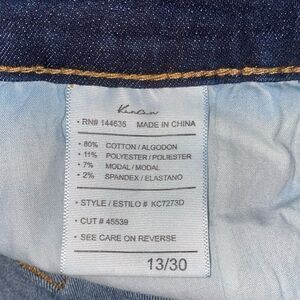 KanCan
• RN# 144635 MADE IN CHINA
• 80% COTTON / ALGODON
• 11% POLYESTER / POLIESTER
• 7% MODAL / MODAL
• 2% SPANDEX / ELASTANO
• STYLE / ESTILO # KC7273D
• CUT # 45539
• SEE CARE ON REVERSE
13/30